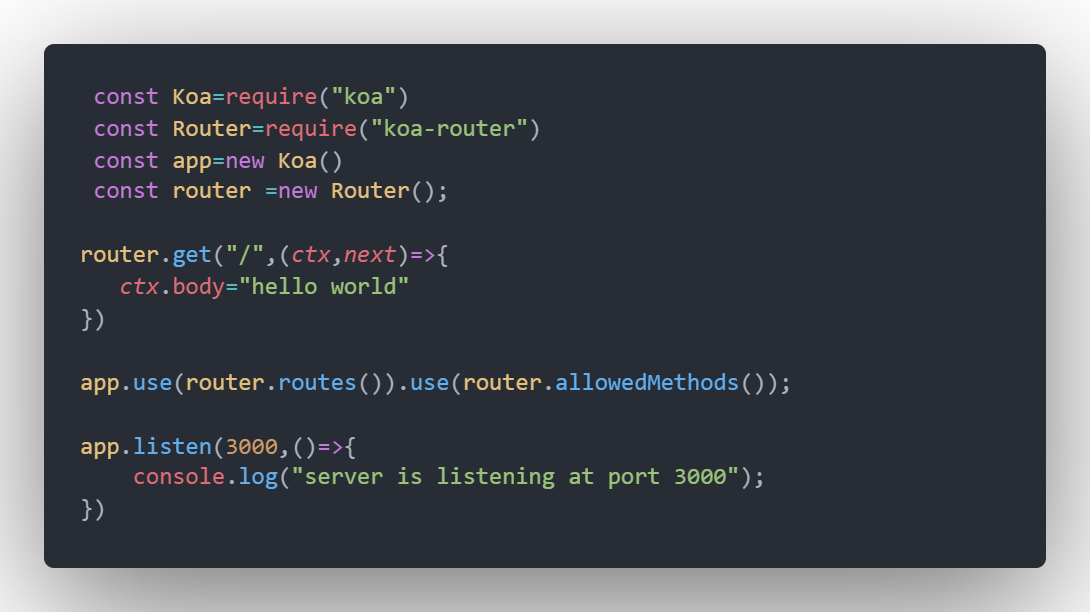 const Koa=require("koa")
const Router=require("koa-router")
const app=new Koa()
const router =new Router();
router.get("/",(ctx,next)=>{
ctx.body="hello world"
})
app.use(router.routes()).use(router.allowedMethods());
app.listen(3000,()=>{
console.log("server is listening at port 3000");
})